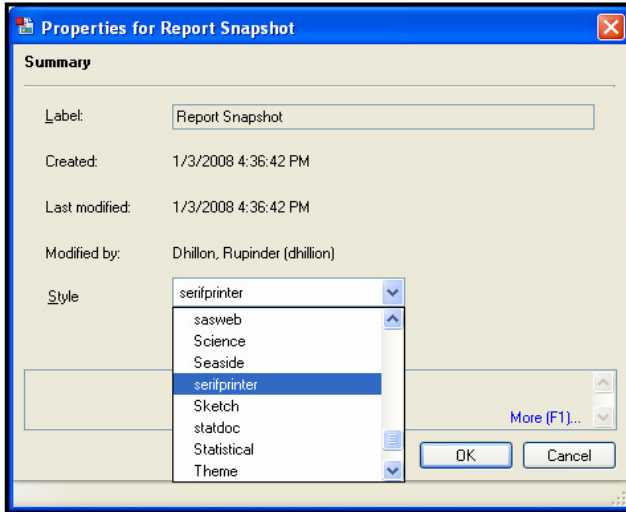 Properties for Report Snapshot
Summary
Label: Report Snapshot
Created: 1/3/2008 4:36:42 PM
Last modified: 1/3/2008 4:36:42 PM
Modified by: Dhillon, Rupinder (dhillion)
Style serifprinter
sasweb
Science
Seaside
serifprinter
Sketch
statdoc
Statistical
Theme
More (F1)...
OK Cancel